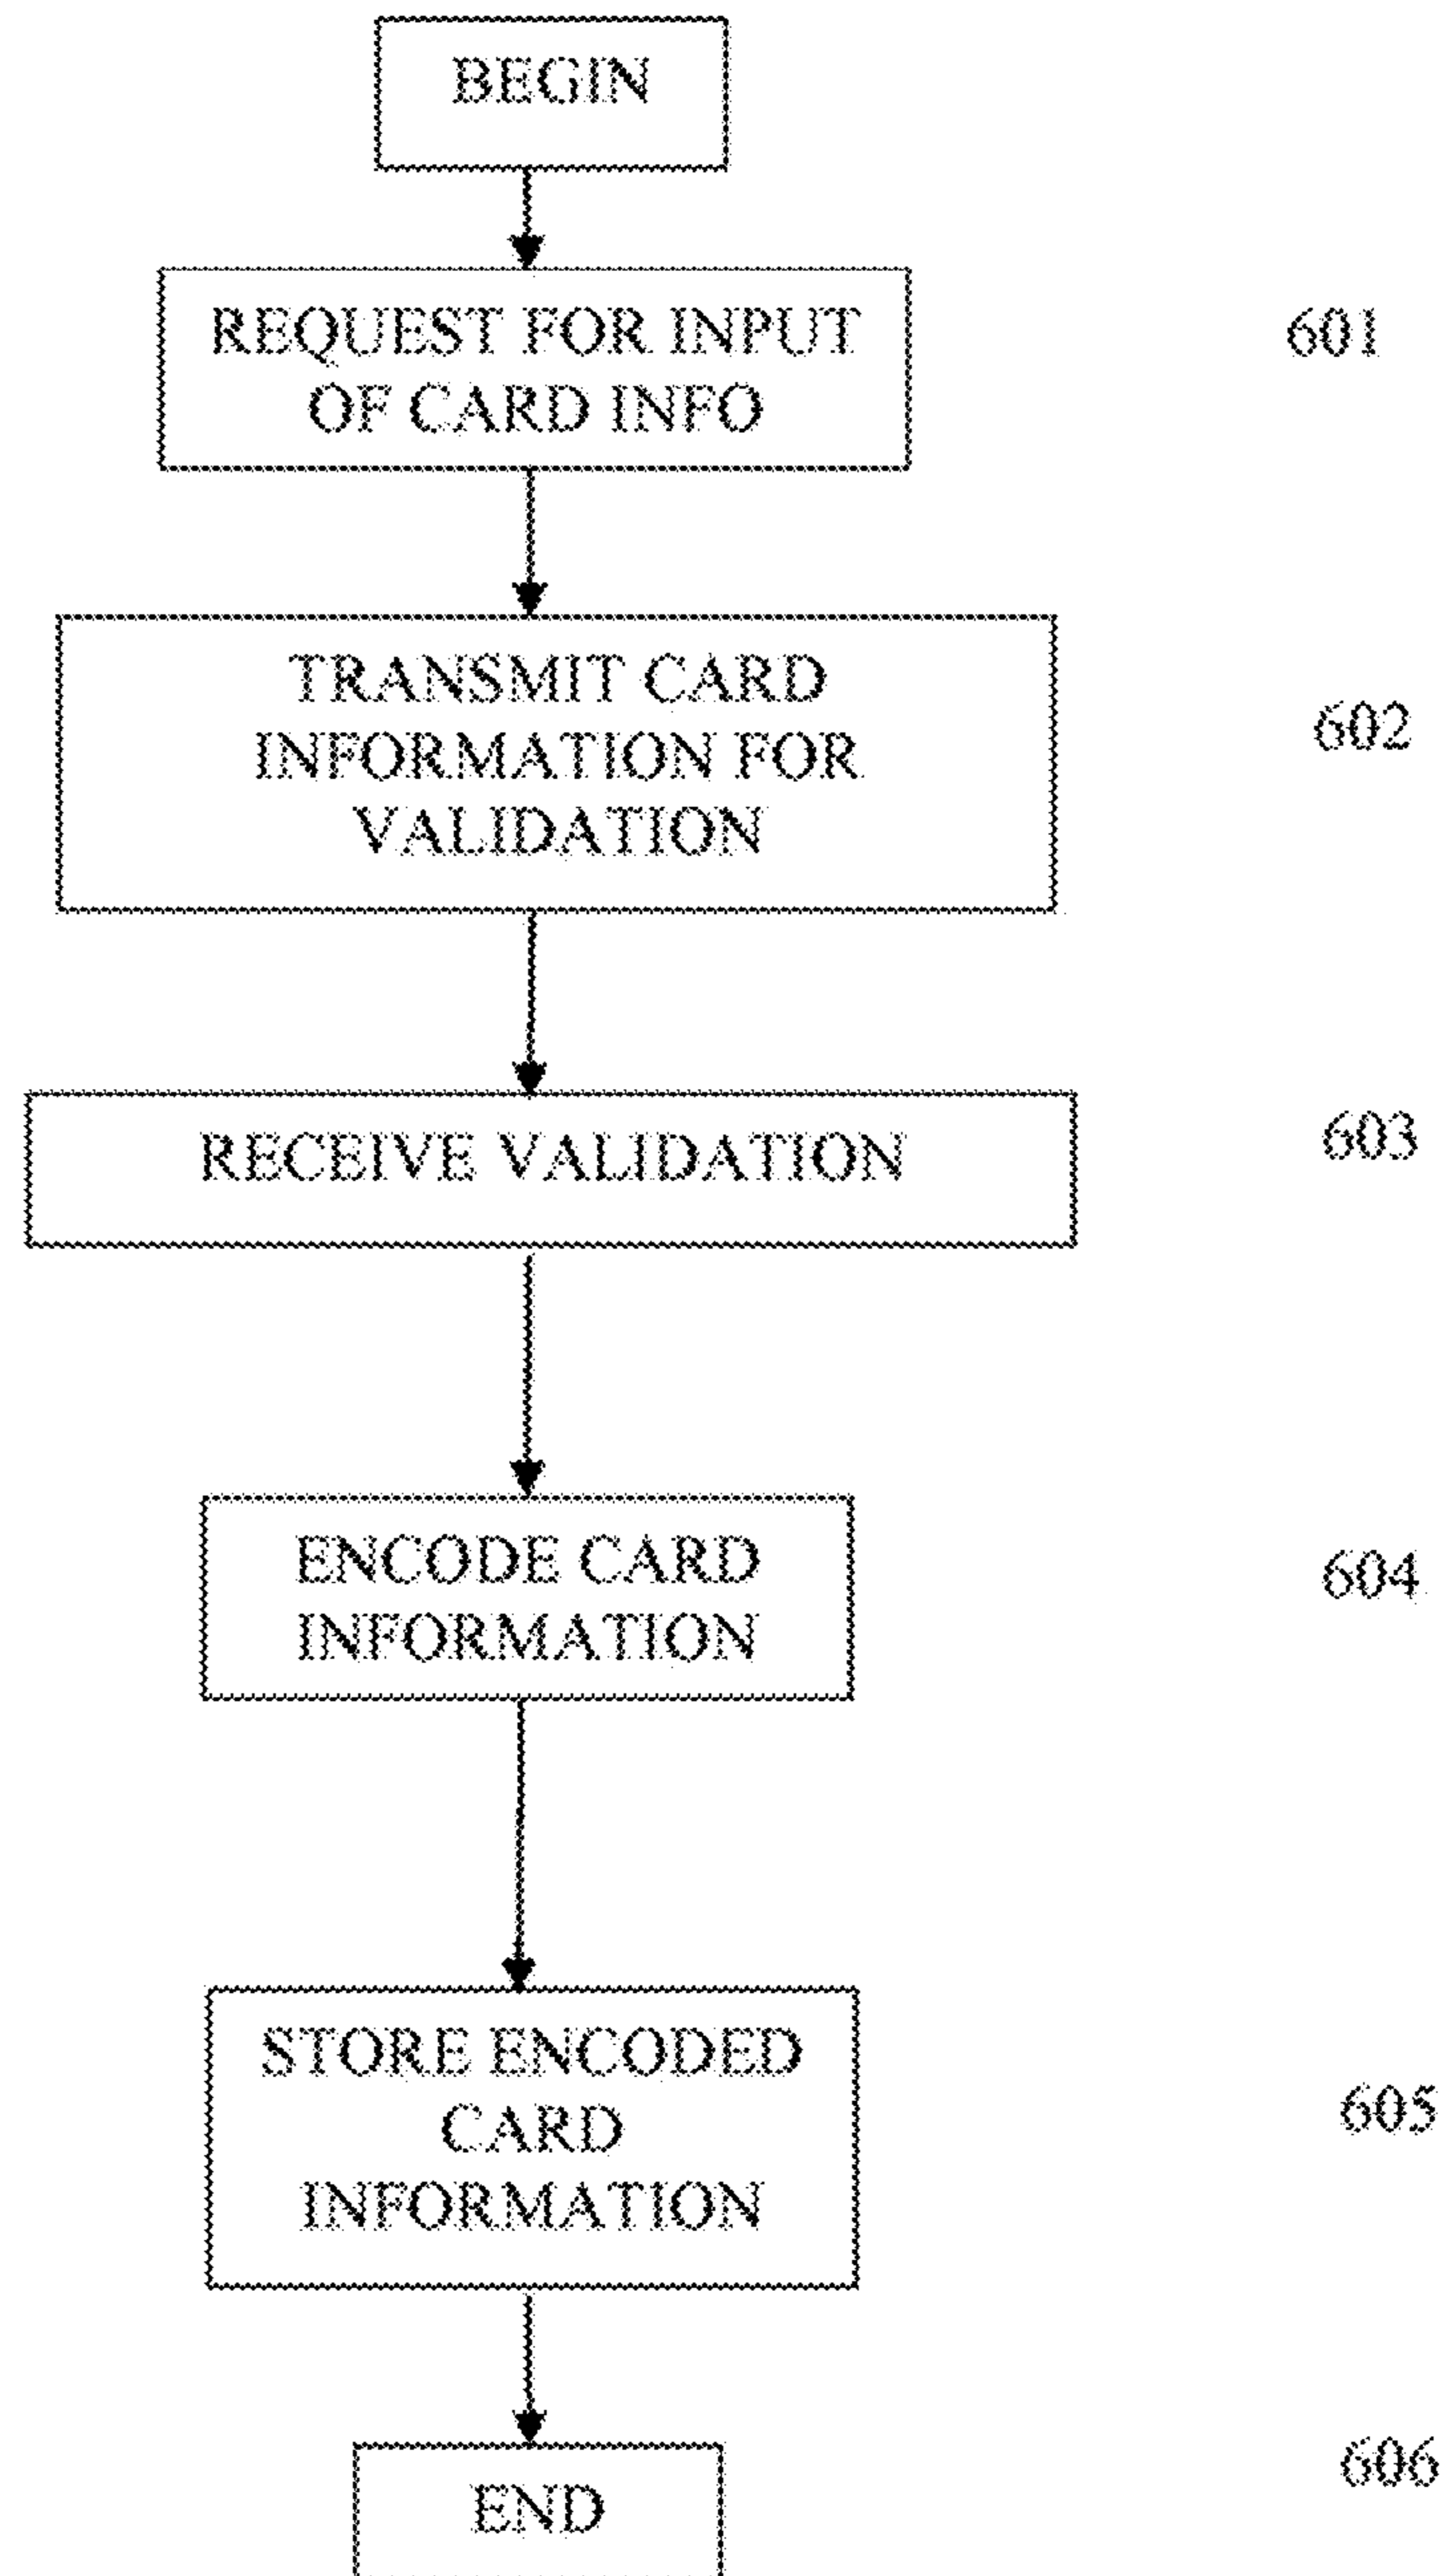 BEGIN
REQUEST FOR INPUT
OF CARD INFO
601
TRANSMIT CARD
INFORMATION FOR
VALIDATION
602
RECEIVE VALIDATION
603
ENCODE CARD
INFORMATION
604
STORE ENCODED
CARD
INFORMATION
605
END
606